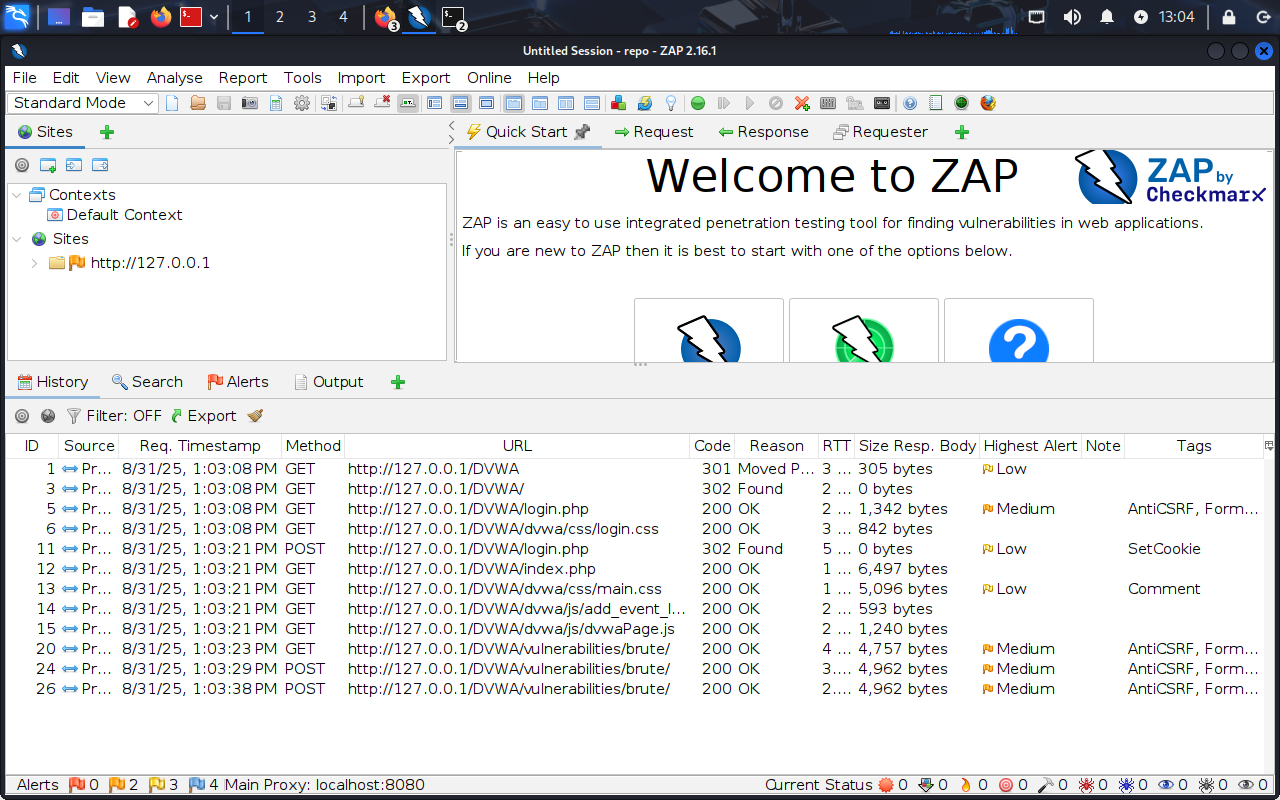 1 2 3 4 3 2 13:04
Untitled Session - repo - ZAP 2.16.1
File Edit View Analyse Report Tools Import Export Online Help
Standard Mode
Sites
Quick Start Request Response Requester
Contexts
Default Context
Sites
http://127.0.0.1
Welcome to ZAP
ZAP by Checkmarx
ZAP is an easy to use integrated penetration testing tool for finding vulnerabilities in web applications.
If you are new to ZAP then it is best to start with one of the options below.
History Search Alerts Output
Filter: OFF Export
ID Source Req. Timestamp Method URL Code Reason RTT Size Resp. Body Highest Alert Note Tags
1 Pr... 8/31/25, 1:03:08 PM GET http://127.0.0.1/DVWA 301 Moved P... 3 ... 305 bytes Low
3 Pr... 8/31/25, 1:03:08 PM GET http://127.0.0.1/DVWA/ 302 Found 2 ... 0 bytes
5 Pr... 8/31/25, 1:03:08 PM GET http://127.0.0.1/DVWA/login.php 200 OK 2 ... 1,342 bytes Medium AntiCSRF, Form...
6 Pr... 8/31/25, 1:03:08 PM GET http://127.0.0.1/DVWA/dvwa/css/login.css 200 OK 3 ... 842 bytes
11 Pr... 8/31/25, 1:03:21 PM POST http://127.0.0.1/DVWA/login.php 302 Found 5 ... 0 bytes Low SetCookie
12 Pr... 8/31/25, 1:03:21 PM GET http://127.0.0.1/DVWA/index.php 200 OK 1 ... 6,497 bytes
13 Pr... 8/31/25, 1:03:21 PM GET http://127.0.0.1/DVWA/dvwa/css/main.css 200 OK 1 ... 5,096 bytes Low Comment
14 Pr... 8/31/25, 1:03:21 PM GET http://127.0.0.1/DVWA/dvwa/js/add_event_l... 200 OK 2 ... 593 bytes
15 Pr... 8/31/25, 1:03:21 PM GET http://127.0.0.1/DVWA/dvwa/js/dvwaPage.js 200 OK 2 ... 1,240 bytes
20 Pr... 8/31/25, 1:03:23 PM GET http://127.0.0.1/DVWA/vulnerabilities/brute/ 200 OK 4 ... 4,757 bytes Medium AntiCSRF, Form...
24 Pr... 8/31/25, 1:03:29 PM POST http://127.0.0.1/DVWA/vulnerabilities/brute/ 200 OK 3.... 4,962 bytes Medium AntiCSRF, Form...
26 Pr... 8/31/25, 1:03:38 PM POST http://127.0.0.1/DVWA/vulnerabilities/brute/ 200 OK 2.... 4,962 bytes Medium AntiCSRF, Form...
Alerts 0 2 3 4 Main Proxy: localhost:8080 Current Status 0 0 0 0 0 0 0 0 0 0